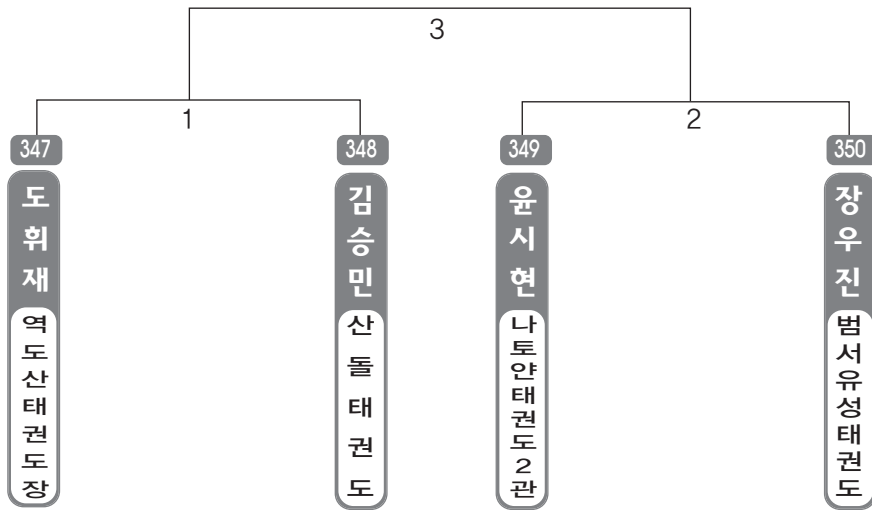 3
1
2
347
348
349
350
도휘재
김승민
윤시현
장우진
역도산태권도장
산돌태권도
나토얀태권도2관
범서유성태권도